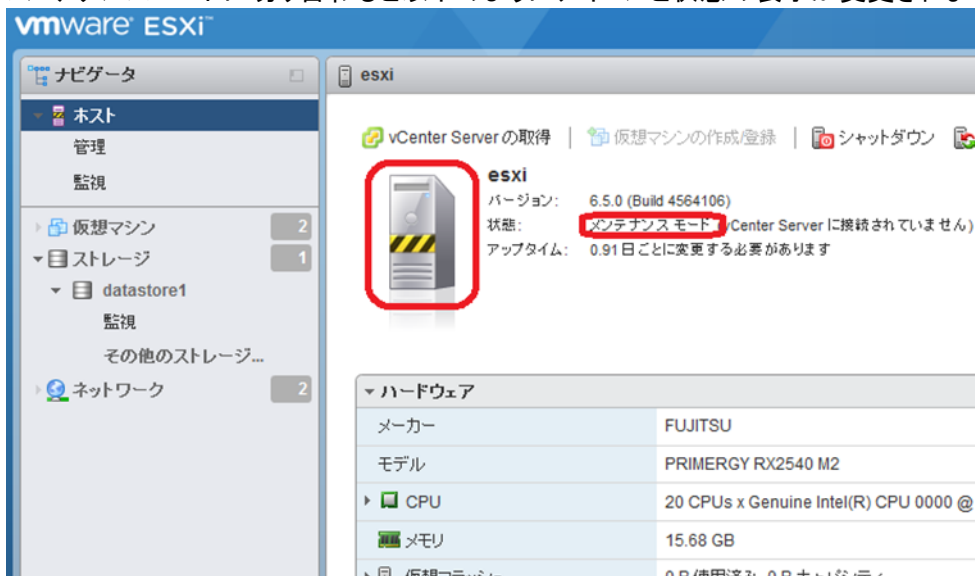 vmware ESXi™
ナビゲータ
esxi
ホスト
管理
監視
仮想マシン 2
ストレージ 1
datastore1
監視
その他のストレージ...
ネットワーク 2
vCenter Server の取得 | 仮想マシンの作成/登録 | シャットダウン
esxi
バージョン: 6.5.0 (Build 4564106)
状態: メンテナンス モード vCenter Server に接続されていません)
アップタイム: 0.91 日ごとに変更する必要があります
ハードウェア
メーカー FUJITSU
モデル PRIMERGY RX2540 M2
CPU 20 CPUs x Genuine Intel(R) CPU 0000 @
メモリ 15.68 GB